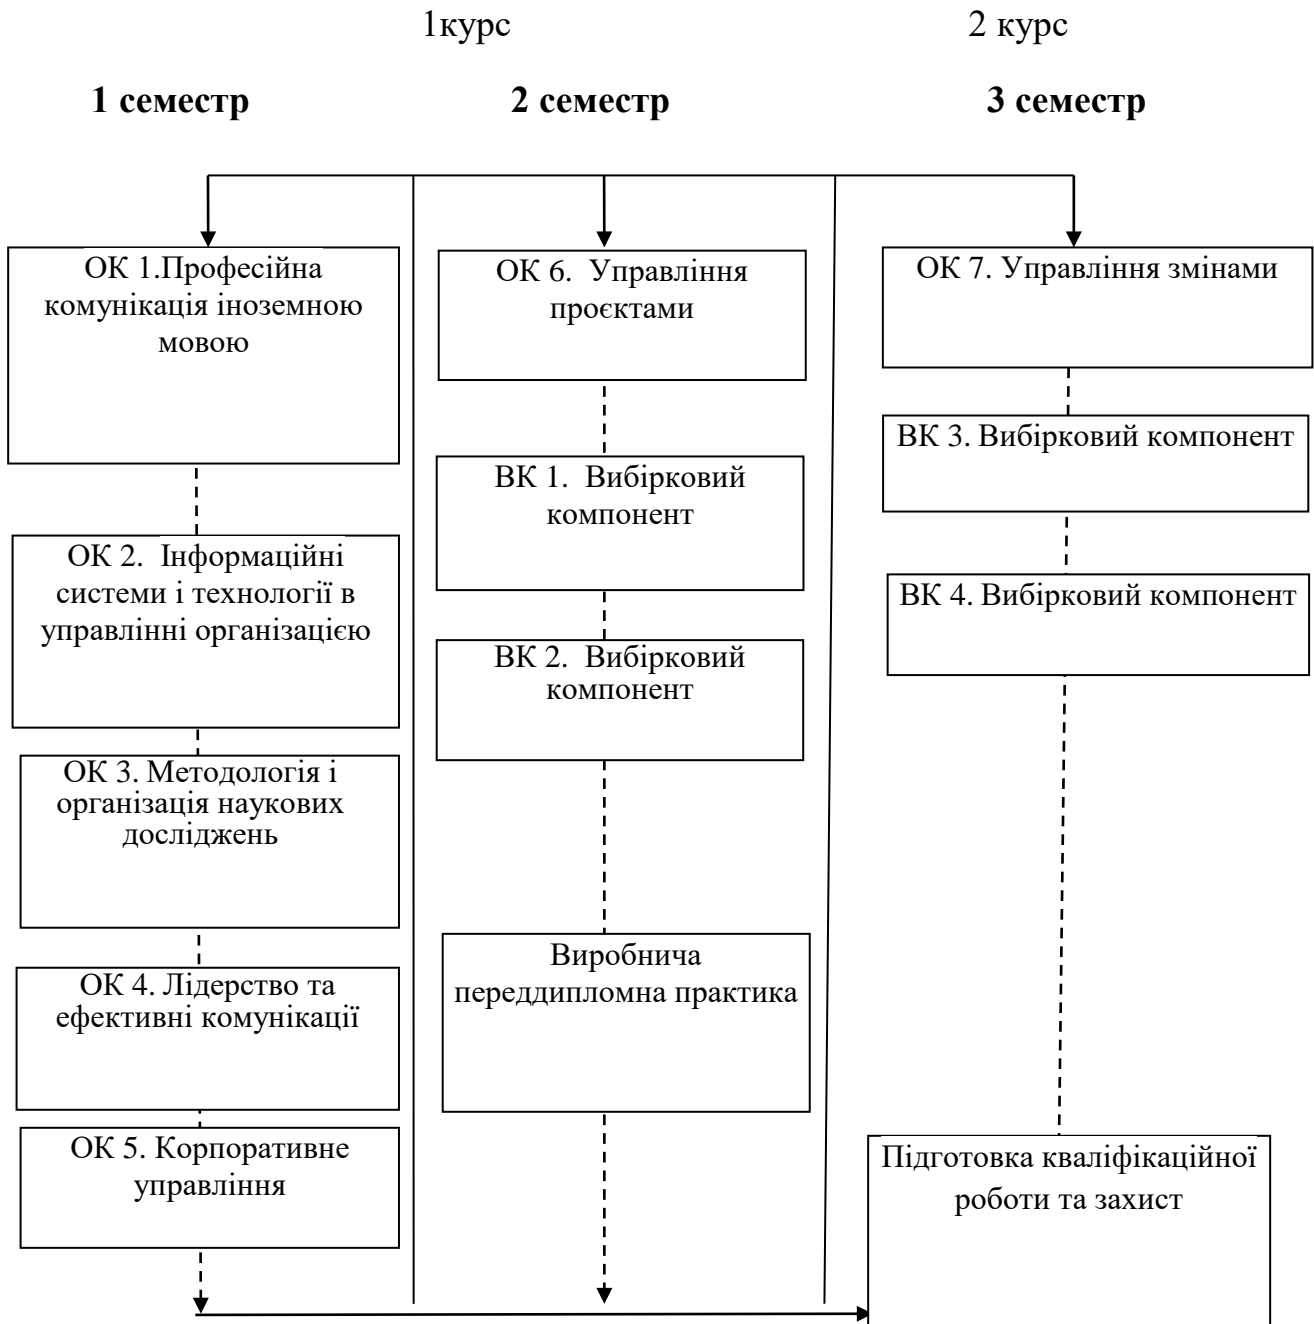 1курс
2 курс
1 семестр
2 семестр
3 семестр
ОК 1.Професійна
комунікація іноземною
мовою
ОК 2. Інформаційні
системи і технології в
управлінні організацією
ОК 3. Методологія і
організація наукових
досліджень
ОК 4. Лідерство та
ефективні комунікації
ОК 5. Корпоративне
управління
ОК 6. Управління
проєктами
ВК 1. Вибірковий
компонент
ВК 2. Вибірковий
компонент
Виробнича
переддипломна практика
ОК 7. Управління змінами
ВК 3. Вибірковий компонент
ВК 4. Вибірковий компонент
Підготовка кваліфікаційної
роботи та захист